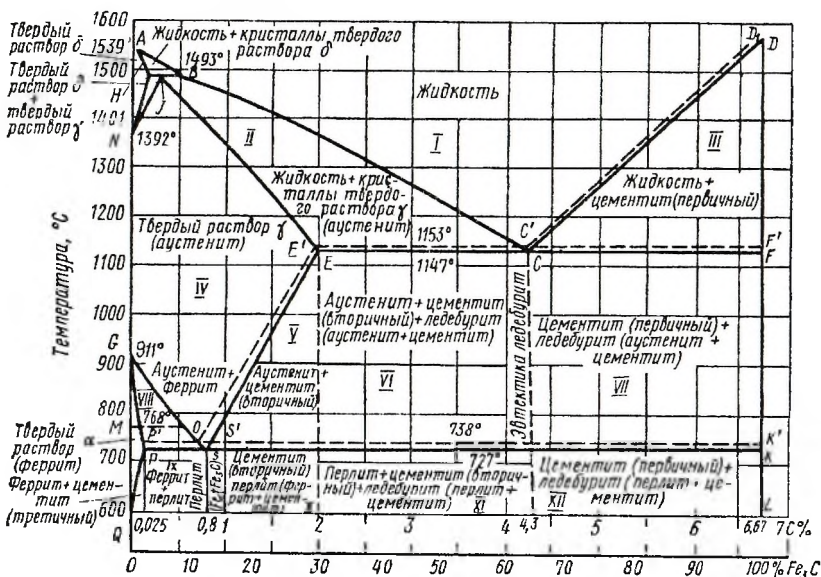 Твердый
раствор δ
Твердый
раствор δ
+
твердый
раствор γ
Температура, °С
1539°
1500
1401
1300
1200
1100
1000
900
800
700
600
A
H
N
G
M
Q
Жидкость + кристаллы твердого
раствора δ
1493°
B
J
1392°
II
Жидкость
I
III
D₁
D
Жидкость + крис-
таллы твердо-
го раствора γ
(аустенит)
Жидкость +
цементит (первичный)
Твердый раствор γ
(аустенит)
E'
E
1153°
1147°
C'
C
F'
F
IV
V
Аустенит + цементит
(вторичный) + ледебурит
(аустенит + цементит)
VI
Эвтектика ледебурит
Цементит (первичный) +
ледебурит (аустенит +
цементит)
VII
911°
Аустенит +
феррит
Аустенит +
цементит
(вторичный)
VIII
768°
O
S'
738°
727°
K'
K
α
Твердый
раствор
(феррит)
Феррит + цемен-
тит
(третичный)
P
IX
Феррит +
+ перлит
Перлит
S
Цементит
(вторичный)
+
перлит (фер-
рит + цемен-
Перлит + цементит (вторич-
ный) + ледебурит (перлит +
цементит)
XI
Цементит (первичный) +
ледебурит (перлит + це-
ментит)
XII
L
0,025
0,8
1
2
3
4
4,3
5
6
6,67
7 C%
0
10
20
30
40
50
60
70
80
90
100 % Fe₃C